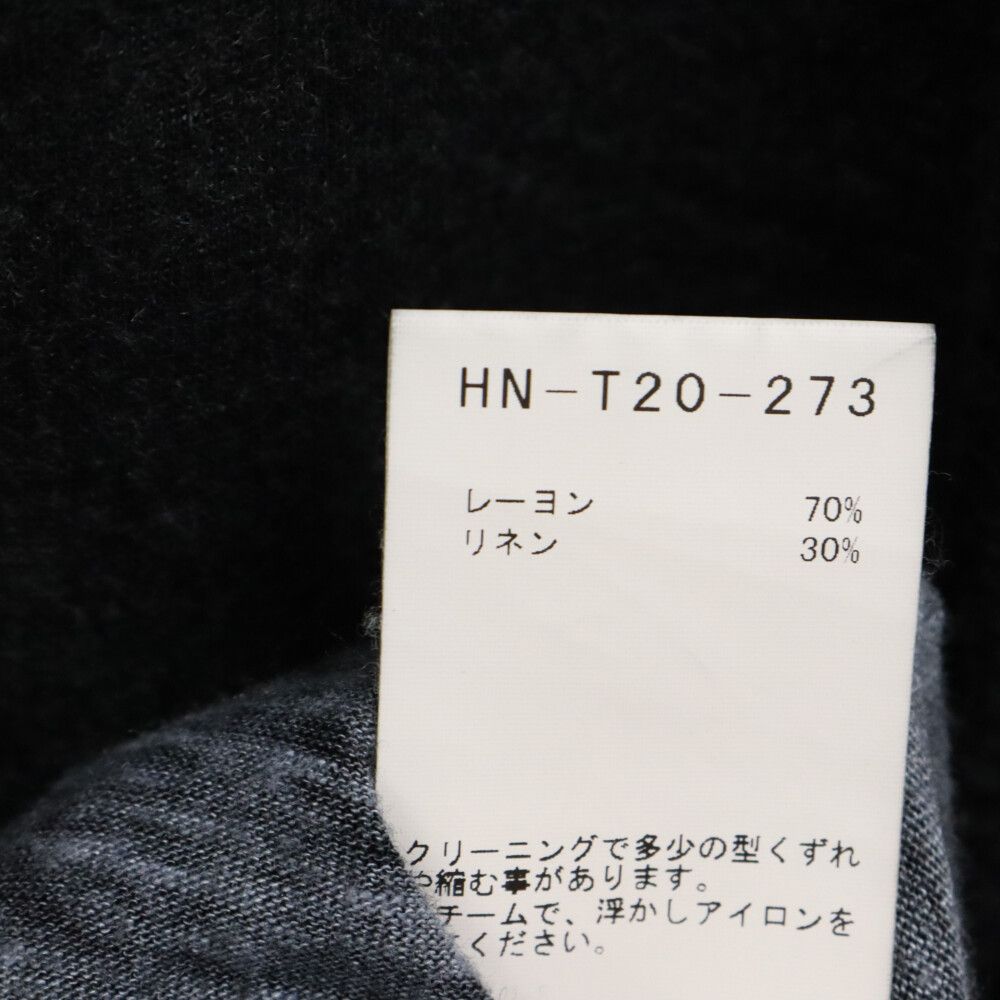 HN-T20-273
レーヨン 70%
リネン 30%
クリーニングで多少の型くずれ
や縮む事があります。
チームで、浮かしアイロンを
ください。